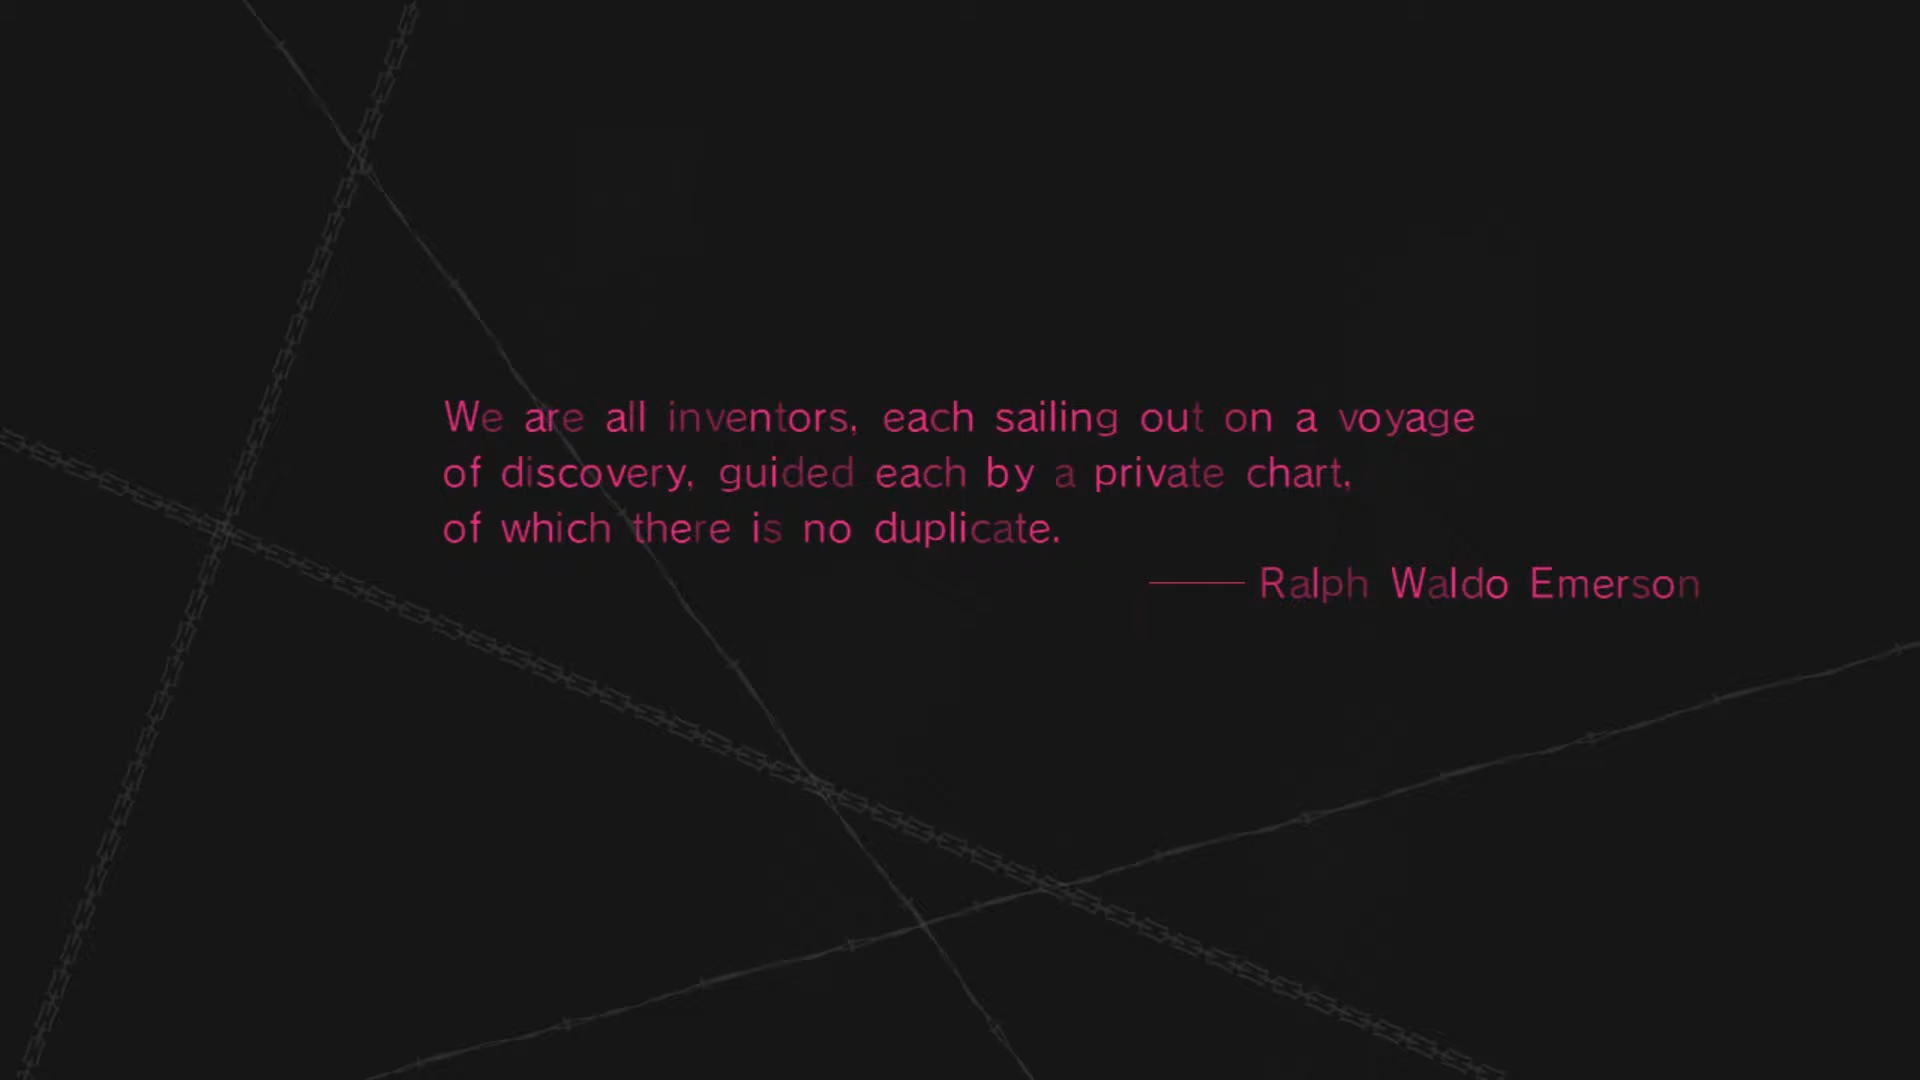 We are all inventors, each sailing out on a voyage
of discovery, guided each by a private chart,
of which there is no duplicate.
—— Ralph Waldo Emerson